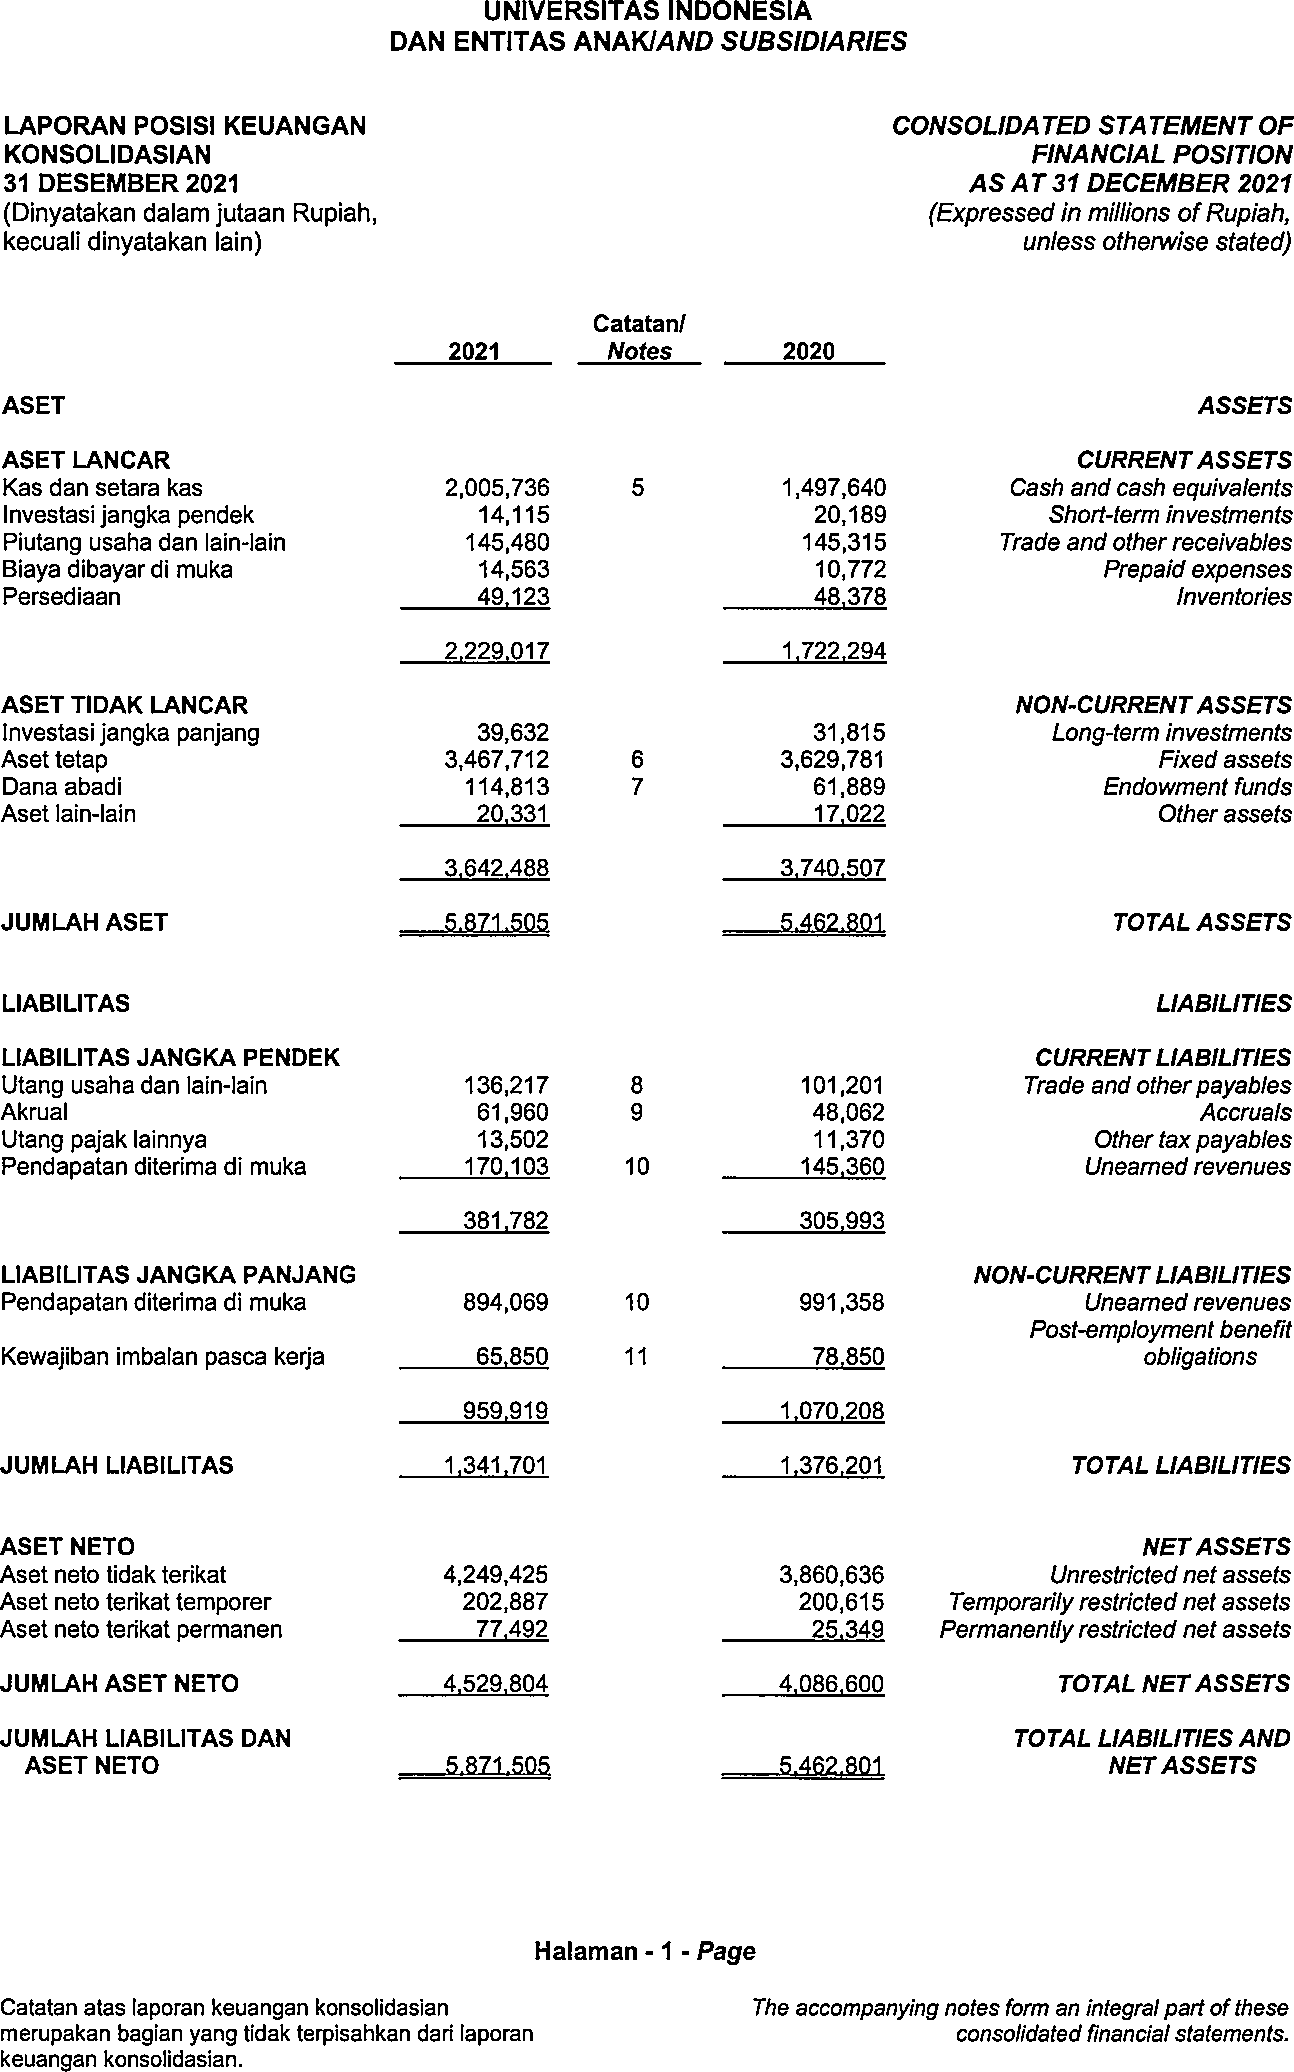 UNIVERSITAS INDONESIA
DAN ENTITAS ANAK/AND SUBSIDIARIES
LAPORAN POSISI KEUANGAN
KONSOLIDASIAN
31 DESEMBER 2021
(Dinyatakan dalam jutaan Rupiah,
kecuali dinyatakan lain)
CONSOLIDATED STATEMENT OF
FINANCIAL POSITION
AS AT 31 DECEMBER 2021
(Expressed in millions of Rupiah,
unless otherwise stated)
Catatan/
2021 Notes 2020
ASET ASSETS
ASET LANCAR CURRENT ASSETS
Kas dan setara kas 2,005,736 5 1,497,640 Cash and cash equivalents
Investasi jangka pendek 14,115 20,189 Short-term investments
Piutang usaha dan lain-lain 145,480 145,315 Trade and other receivables
Biaya dibayar di muka 14,563 10,772 Prepaid expenses
Persediaan 49,123 48,378 Inventories
2,229,017 1,722,294
ASET TIDAK LANCAR NON-CURRENT ASSETS
Investasi jangka panjang 39,632 31,815 Long-term investments
Aset tetap 3,467,712 6 3,629,781 Fixed assets
Dana abadi 114,813 7 61,889 Endowment funds
Aset lain-lain 20,331 17,022 Other assets
3,642,488 3,740,507
JUMLAH ASET 5,871,505 5,462,801 TOTAL ASSETS
LIABILITAS LIABILITIES
LIABILITAS JANGKA PENDEK CURRENT LIABILITIES
Utang usaha dan lain-lain 136,217 8 101,201 Trade and other payables
Akrual 61,960 9 48,062 Accruals
Utang pajak lainnya 13,502 11,370 Other tax payables
Pendapatan diterima di muka 170,103 10 145,360 Unearned revenues
381,782 305,993
LIABILITAS JANGKA PANJANG NON-CURRENT LIABILITIES
Pendapatan diterima di muka 894,069 10 991,358 Unearned revenues
Post-employment benefit
Kewajiban imbalan pasca kerja 65,850 11 78,850 obligations
959,919 1,070,208
JUMLAH LIABILITAS 1,341,701 1,376,201 TOTAL LIABILITIES
ASET NETO NET ASSETS
Aset neto tidak terikat 4,249,425 3,860,636 Unrestricted net assets
Aset neto terikat temporer 202,887 200,615 Temporarily restricted net assets
Aset neto terikat permanen 77,492 25,349 Permanently restricted net assets
JUMLAH ASET NETO 4,529,804 4,086,600 TOTAL NET ASSETS
JUMLAH LIABILITAS DAN TOTAL LIABILITIES AND
ASET NETO 5,871,505 5,462,801 NET ASSETS
Halaman - 1 - Page
Catatan atas laporan keuangan konsolidasian
merupakan bagian yang tidak terpisahkan dari laporan
keuangan konsolidasian.
The accompanying notes form an integral part of these
consolidated financial statements.